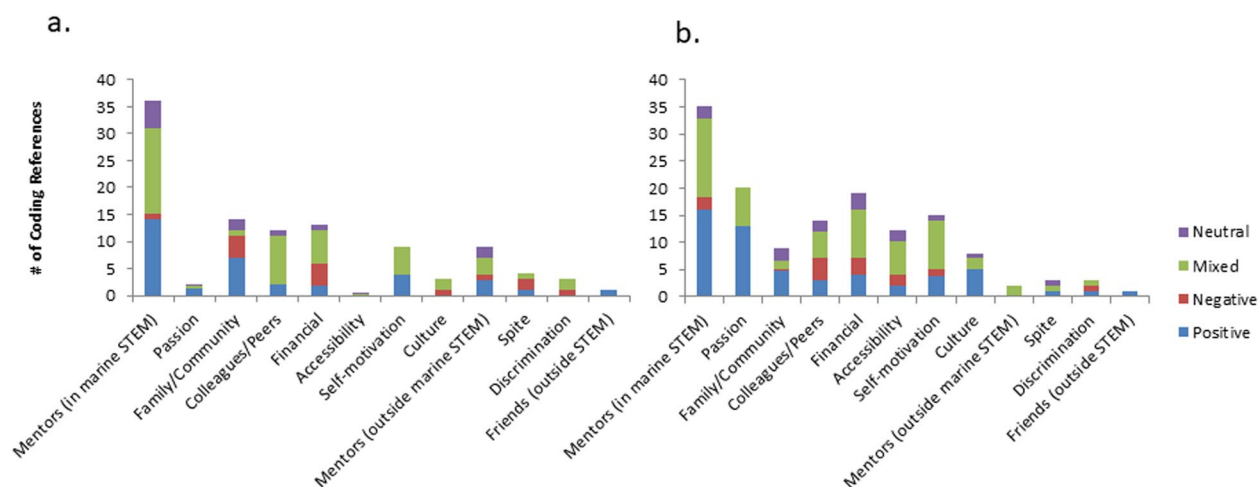 a.
b.
# of Coding References
40
35
30
25
20
15
10
5
0
Mentors (in marine STEM)
Passion
Family/Community
Colleagues/Peers
Financial
Accessibility
Self-motivation
Culture
Mentors (outside marine STEM)
Spite
Discrimination
Friends (outside STEM)
40
35
30
25
20
15
10
5
0
Mentors (in marine STEM)
Passion
Family/Community
Colleagues/Peers
Financial
Accessibility
Self-motivation
Culture
Mentors (outside marine STEM)
Spite
Discrimination
Friends (outside STEM)
Neutral
Mixed
Negative
Positive